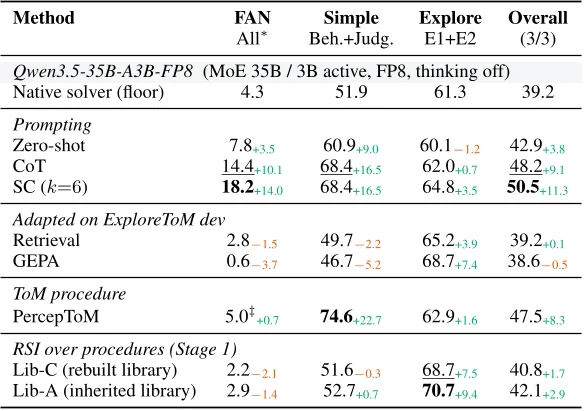 Method FAN Simple Explore Overall
All* Beh.+Judg. E1+E2 (3/3)
Qwen3.5-35B-A3B-FP8 (MoE 35B / 3B active, FP8, thinking off)
Native solver (floor) 4.3 51.9 61.3 39.2
Prompting
Zero-shot 7.8+3.5 60.9+9.0 60.1−1.2 42.9+3.8
CoT 14.4+10.1 68.4+16.5 62.0+0.7 48.2+9.1
SC (k=6) 18.2+14.0 68.4+16.5 64.8+3.5 50.5+11.3
Adapted on ExploreToM dev
Retrieval 2.8−1.5 49.7−2.2 65.2+3.9 39.2+0.1
GEPA 0.6−3.7 46.7−5.2 68.7+7.4 38.6−0.5
ToM procedure
PercepToM 5.0‡+0.7 74.6+22.7 62.9+1.6 47.5+8.3
RSI over procedures (Stage 1)
Lib-C (rebuilt library) 2.2−2.1 51.6−0.3 68.7+7.5 40.8+1.7
Lib-A (inherited library) 2.9−1.4 52.7+0.7 70.7+9.4 42.1+2.9